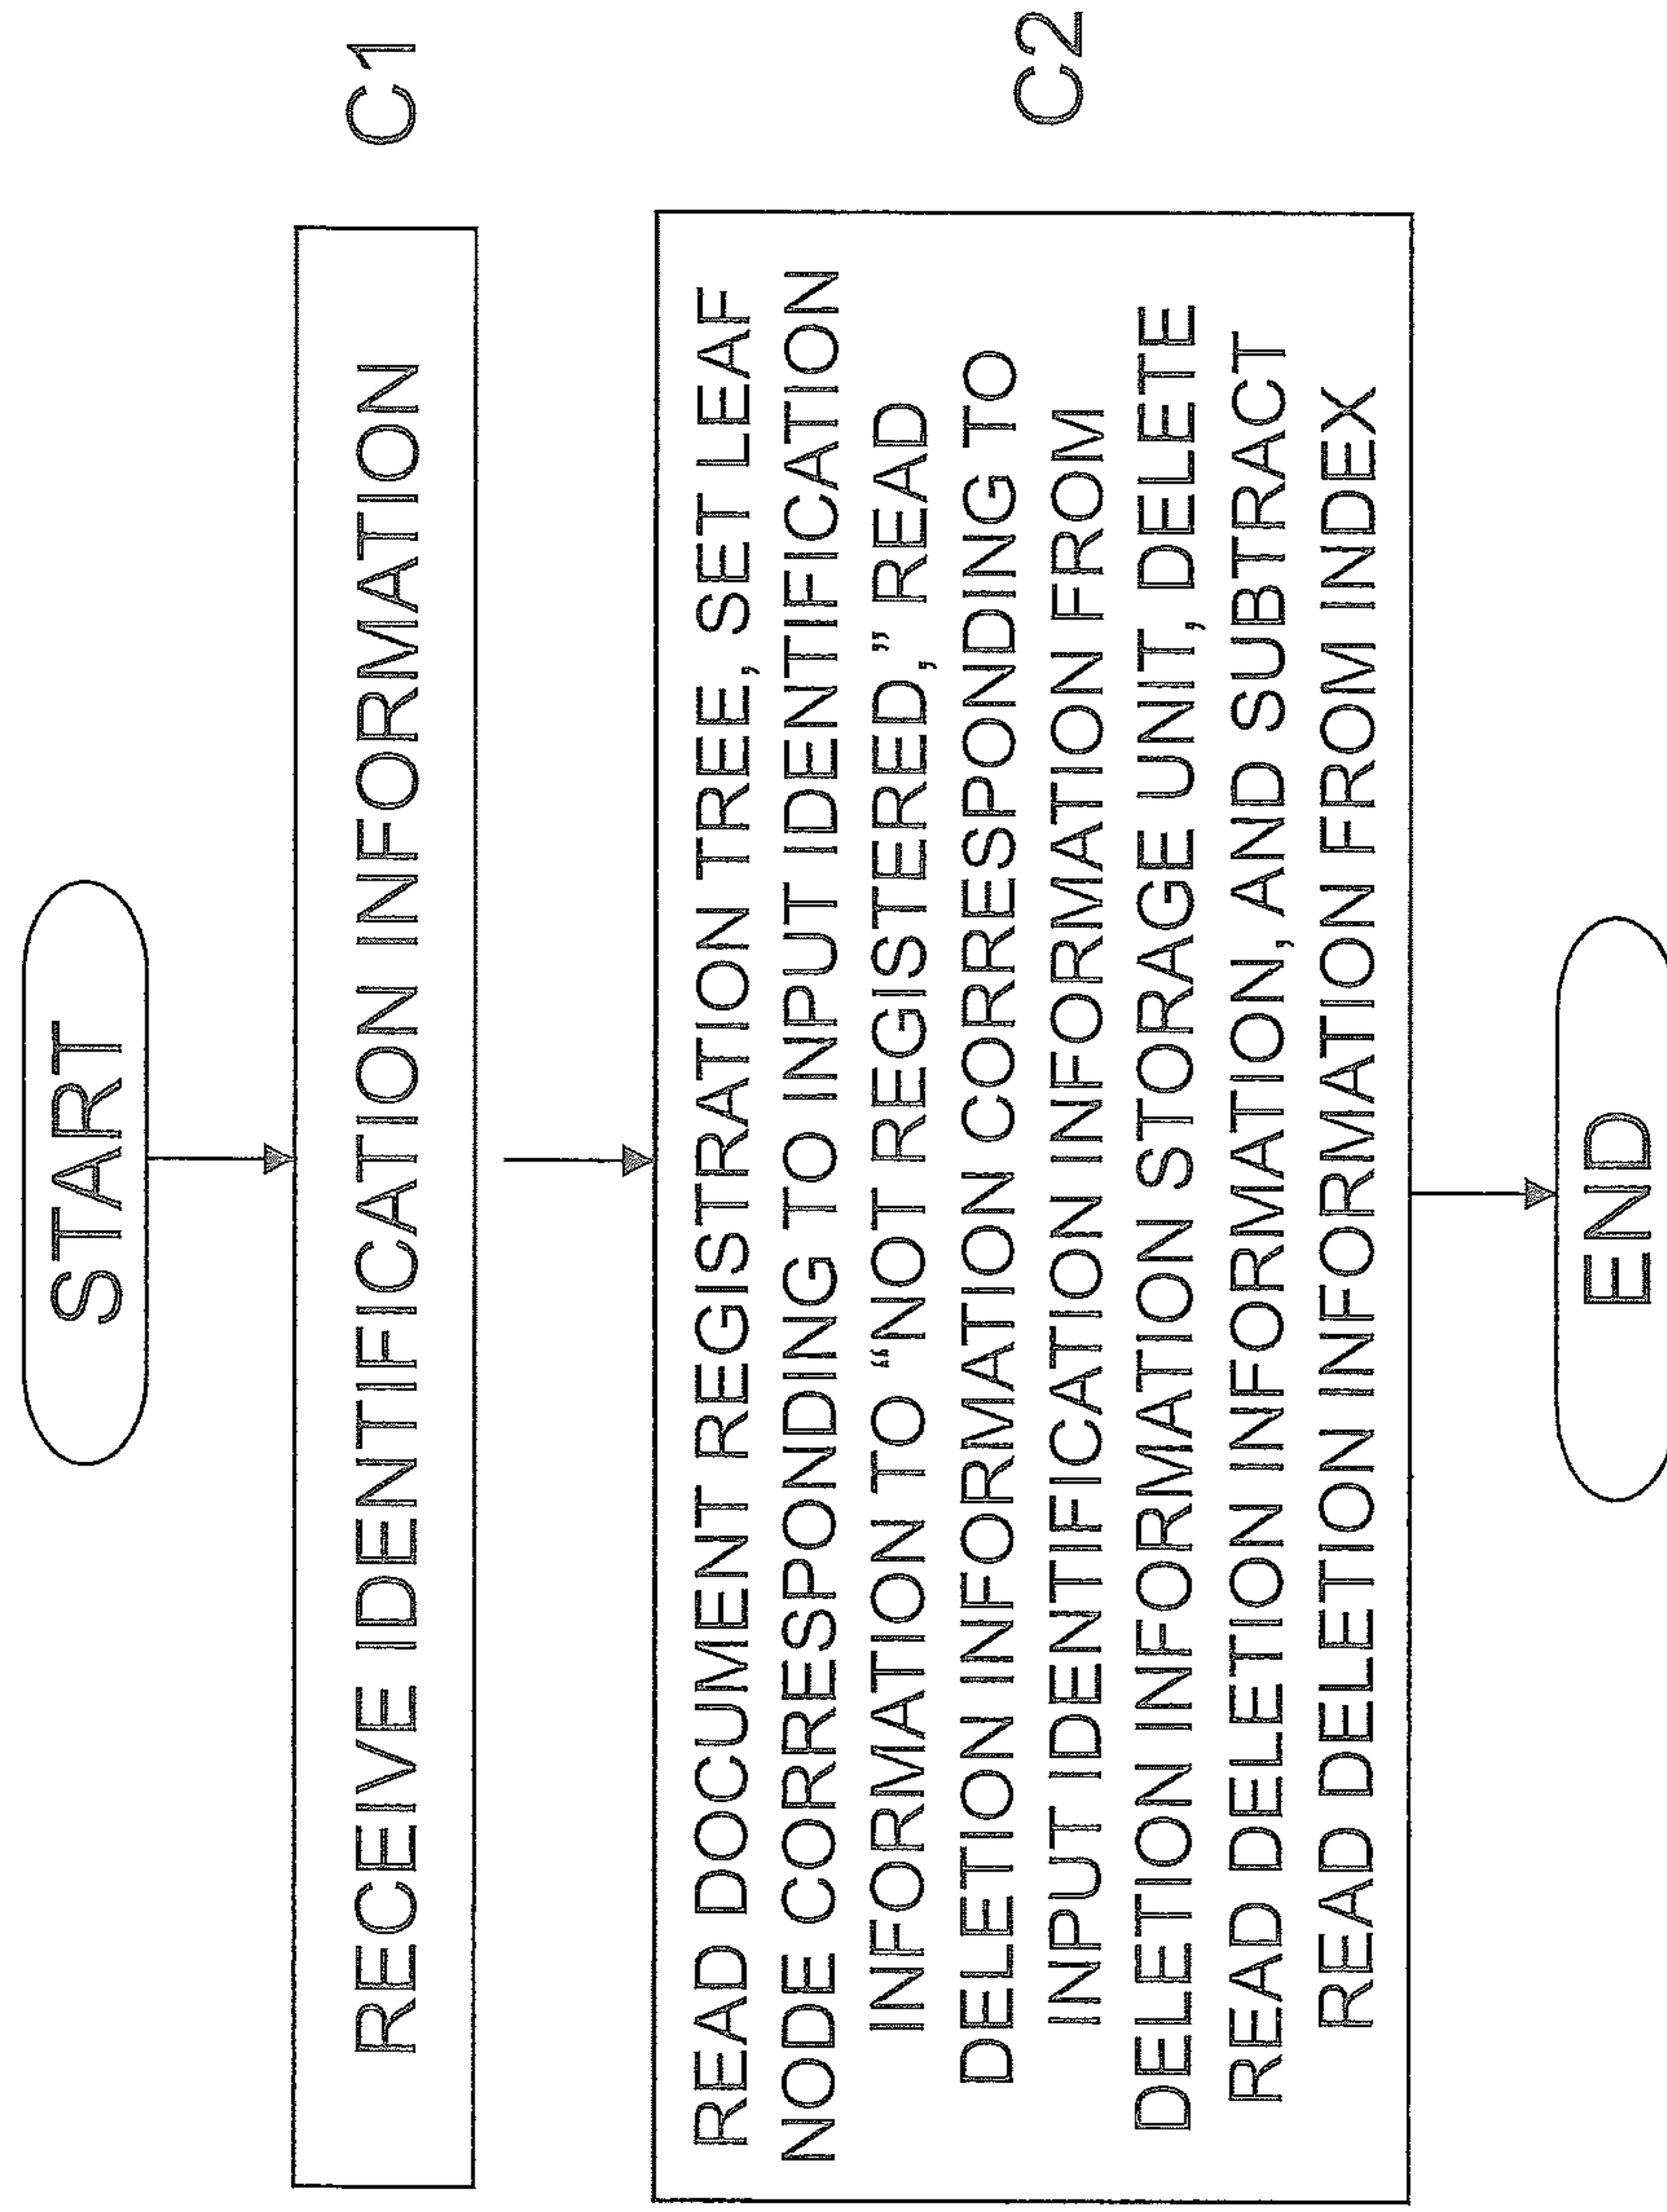 START
RECEIVE IDENTIFICATION INFORMATION
C1
READ DOCUMENT REGISTRATION TREE, SET LEAF
NODE CORRESPONDING TO INPUT IDENTIFICATION
INFORMATION TO “NOT REGISTERED,” READ
DELETION INFORMATION CORRESPONDING TO
INPUT IDENTIFICATION INFORMATION FROM
DELETION INFORMATION STORAGE UNIT, DELETE
READ DELETION INFORMATION, AND SUBTRACT
READ DELETION INFORMATION FROM INDEX
C2
END